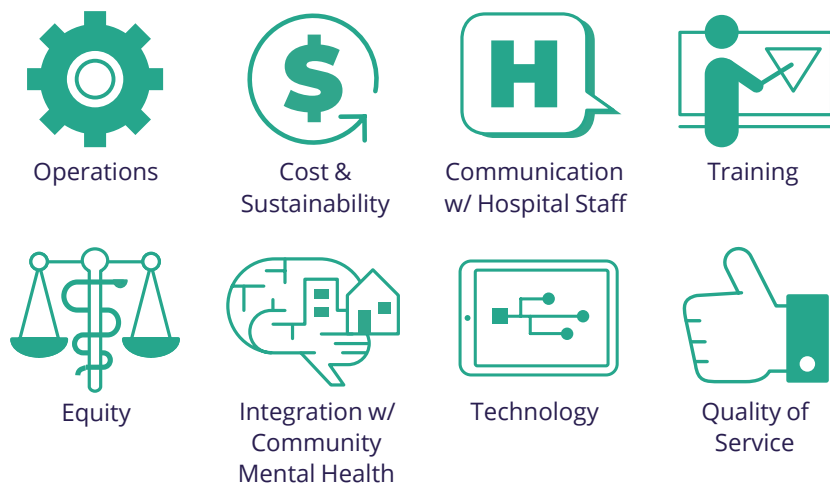 $
H
Operations
Cost &
Sustainability
Communication
w/ Hospital Staff
Training
Equity
Integration w/
Community
Mental Health
Technology
Quality of
Service